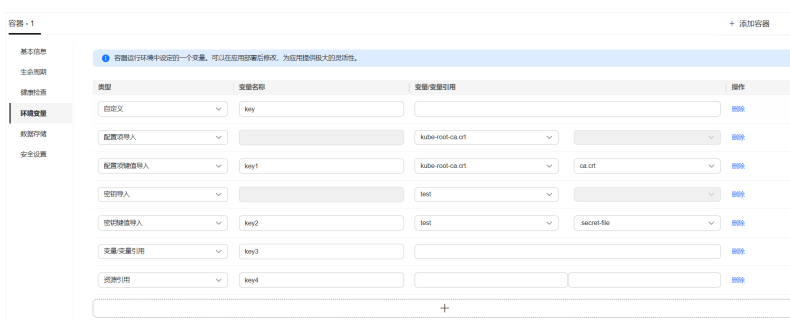 容器 - 1
+ 添加容器
基本信息
生命周期
健康检查
环境变量
数据存储
安全设置
容器运行环境中设定的一个变量。可以在应用部署后修改，为应用提供极大的灵活性。
类型 变量名称 变量/变量引用 操作
自定义 key 删除
配置项导入 kube-root-ca.crt 删除
配置项键值导入 key1 kube-root-ca.crt ca.crt 删除
密钥导入 test 删除
密钥键值导入 key2 test .secret-file 删除
变量/变量引用 key3 删除
资源引用 key4 删除
+